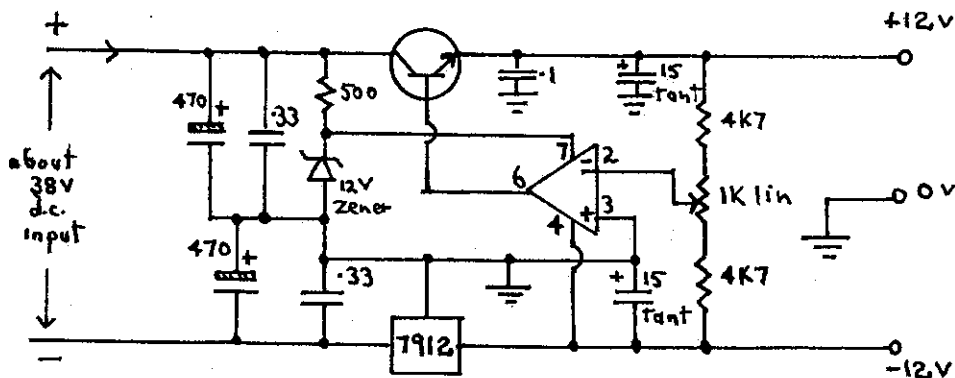 +
+12V
470
+
.33
500
.1
+
15
tant
4K7
about
38V
d.c.
input
12V
Zener
7
2
-
6
1K lin
0V
3
+
4
470
+
.33
+
15
tant
4K7
7912
-
-12V